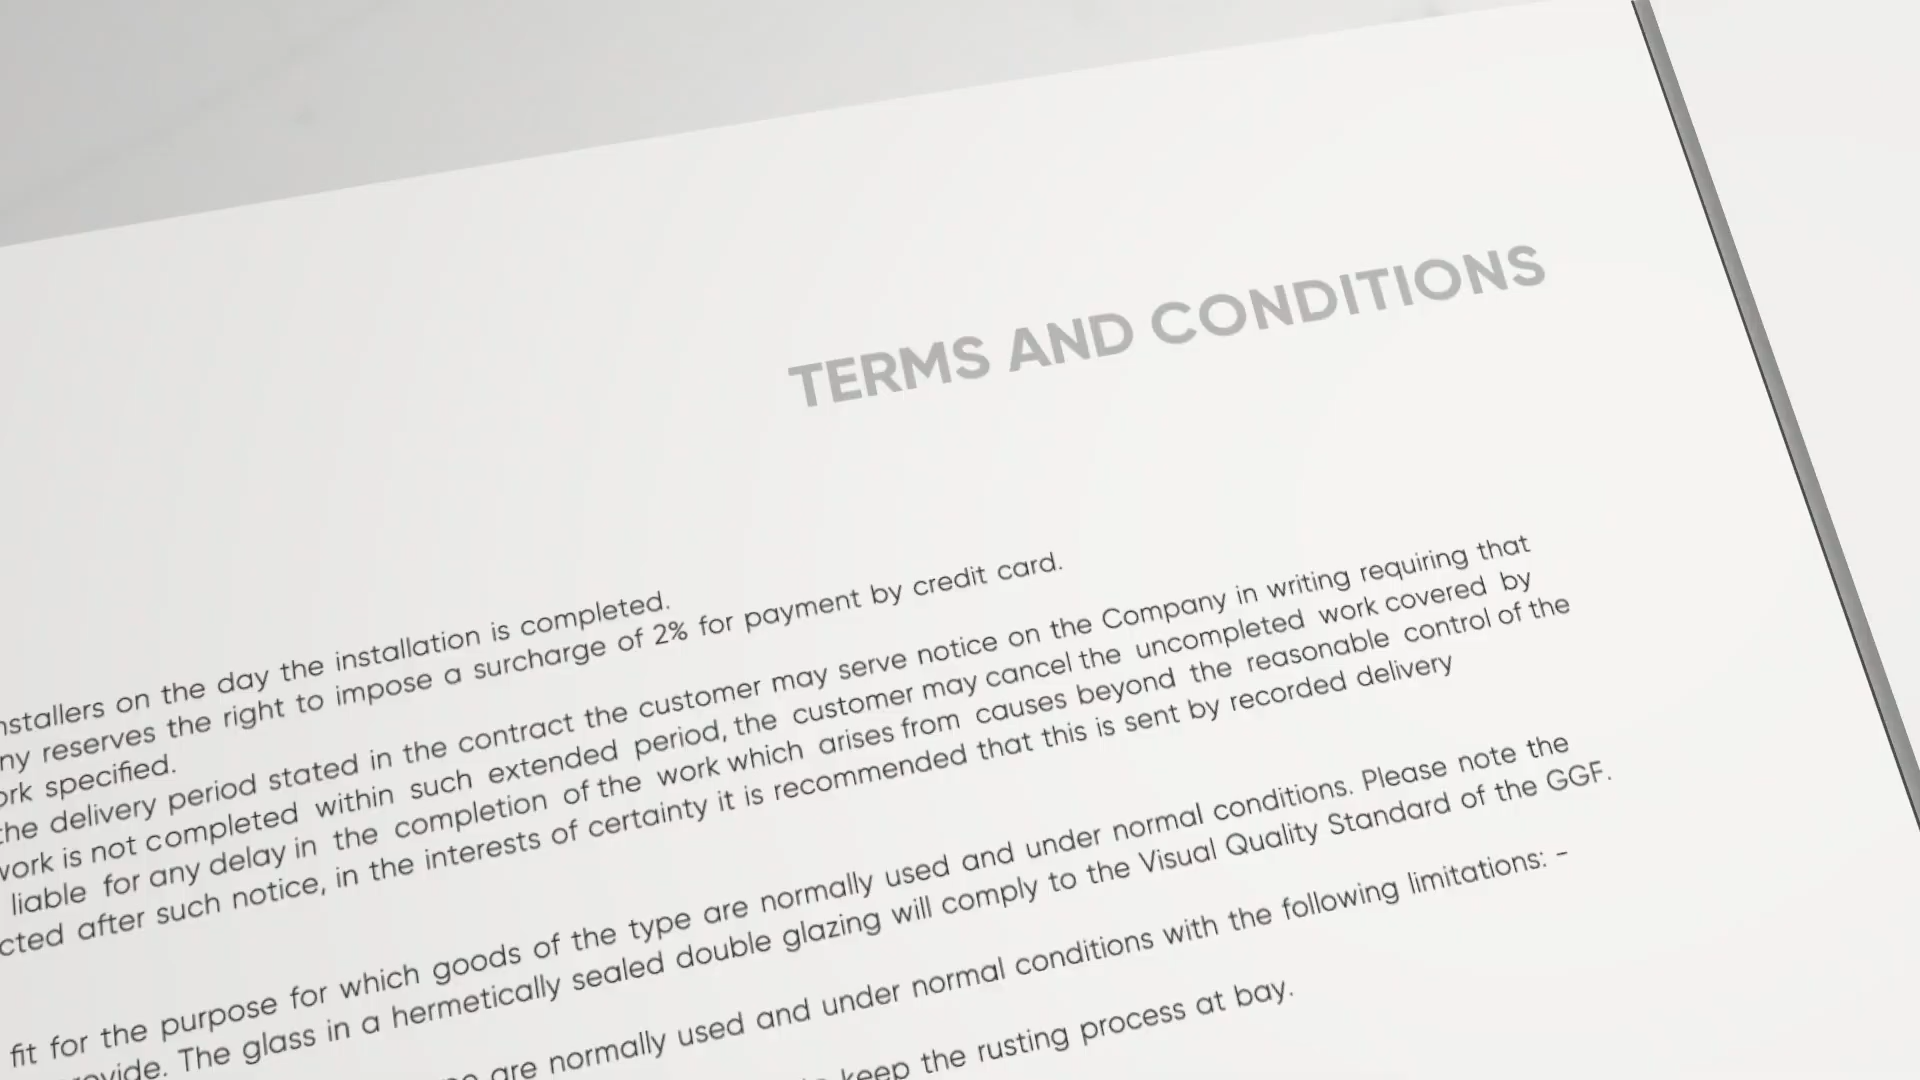 TERMS AND CONDITIONS
on the day the installation is completed.
reserves the right to impose a surcharge of 2% for payment by credit card.
specified.
delivery period stated in the contract the customer may serve notice on the Company in writing requiring that
is not completed within such extended period, the customer may cancel the uncompleted work covered by
liable for any delay in the completion of the work which arises from causes beyond the reasonable control of the
after such notice, in the interests of certainty it is recommended that this is sent by recorded delivery
fit for the purpose for which goods of the type are normally used and under normal conditions. Please note the
The glass in a hermetically sealed double glazing will comply to the Visual Quality Standard of the GGF.
are normally used and under normal conditions with the following limitations: -
keep the rusting process at bay.